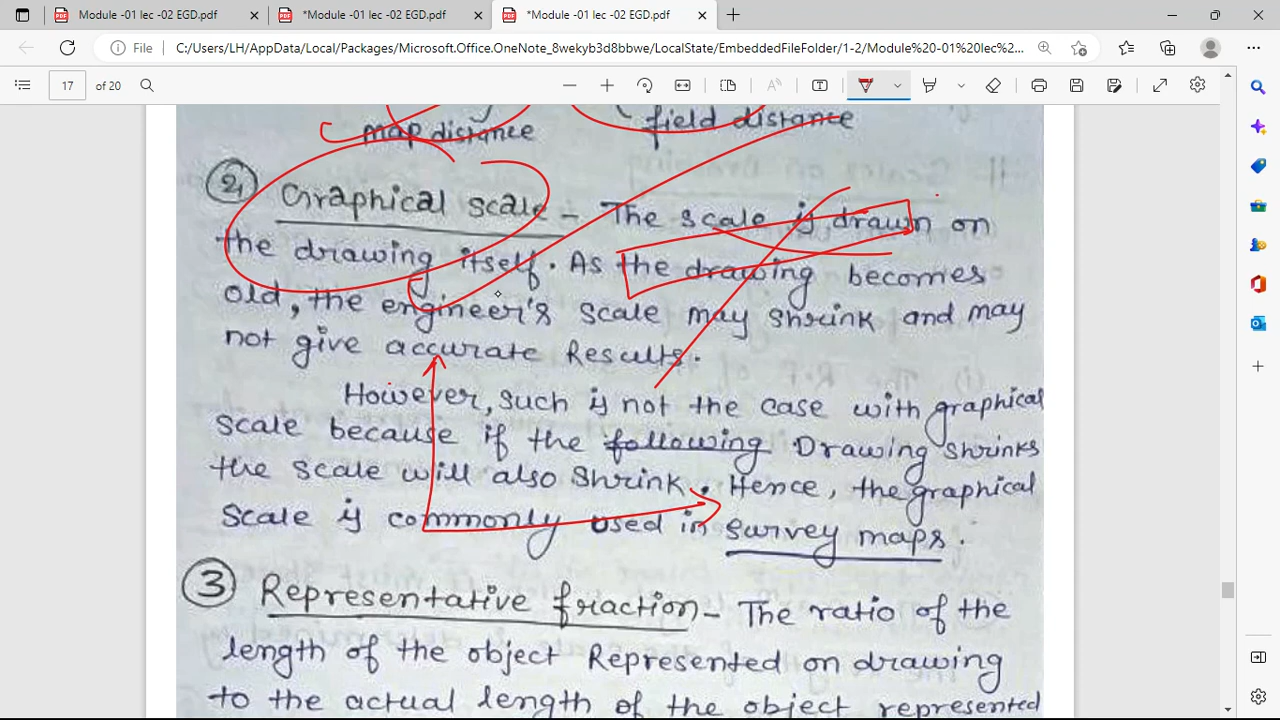 Module -01 lec -02 EGD.pdf
*Module -01 lec -02 EGD.pdf
*Module -01 lec -02 EGD.pdf
File
C:/Users/LH/AppData/Local/Packages/Microsoft.Office.OneNote_8wekyb3d8bbwe/LocalState/EmbeddedFileFolder/1-2/Module%20-01%20lec%2...
17 of 20
map distance field distance
2 Graphical scale - The scale is drawn on
the drawing itself. As the drawing becomes
old, the engineer's scale may shrink and may
not give accurate Results.
However, such is not the case with graphical
scale because if the following Drawing shrinks
the scale will also shrink. Hence, the graphical
scale is commonly used in survey maps.
3 Representative fraction- The ratio of the
length of the object Represented on drawing
to the actual length of the object represented